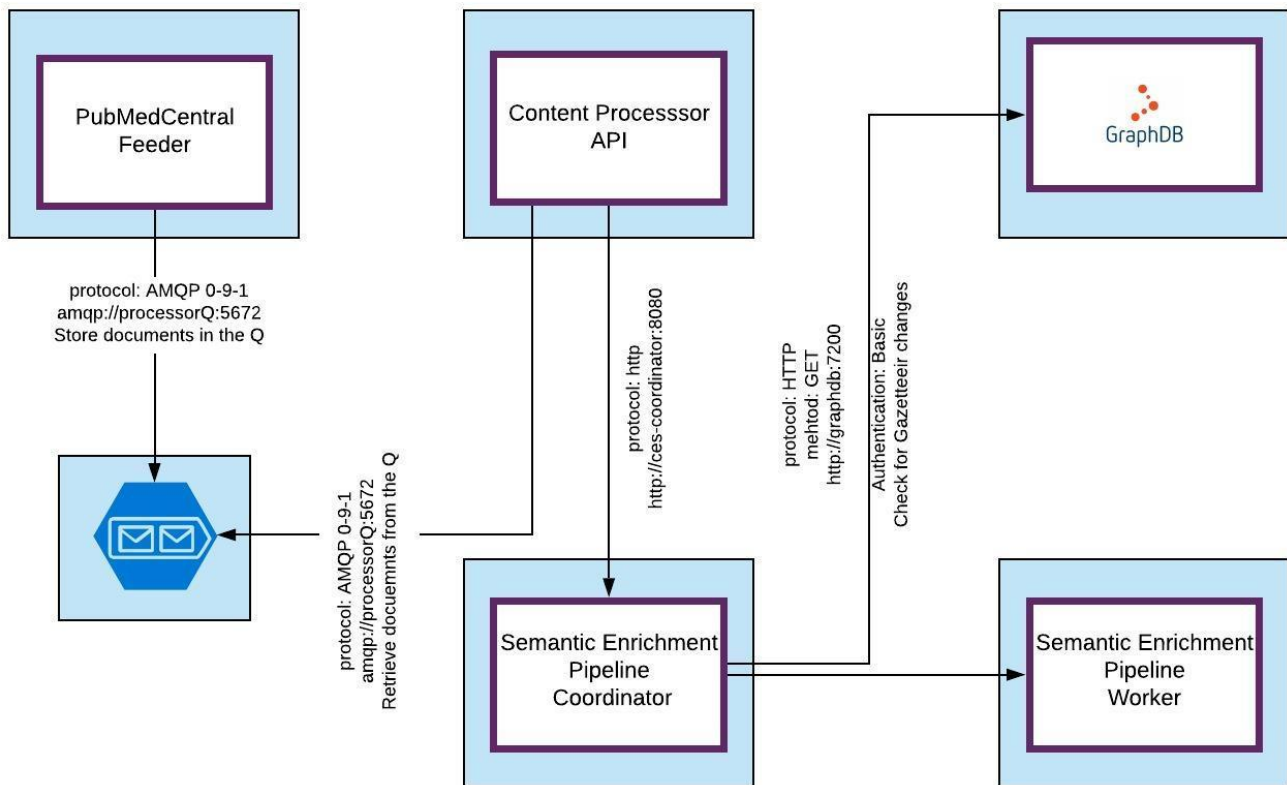 PubMedCentral
Feeder
Content Processsor
API
GraphDB
protocol: AMQP 0-9-1
amqp://processorQ:5672
Store documents in the Q
protocol: AMQP 0-9-1
amqp://processorQ:5672
Retrieve docuemnts from the Q
protocol: http
http://ces-coordinator:8080
protocol: HTTP
mehtod: GET
http://graphdb:7200
Authentication: Basic
Check for Gazetteeir changes
Semantic Enrichment
Pipeline
Coordinator
Semantic Enrichment
Pipeline
Worker